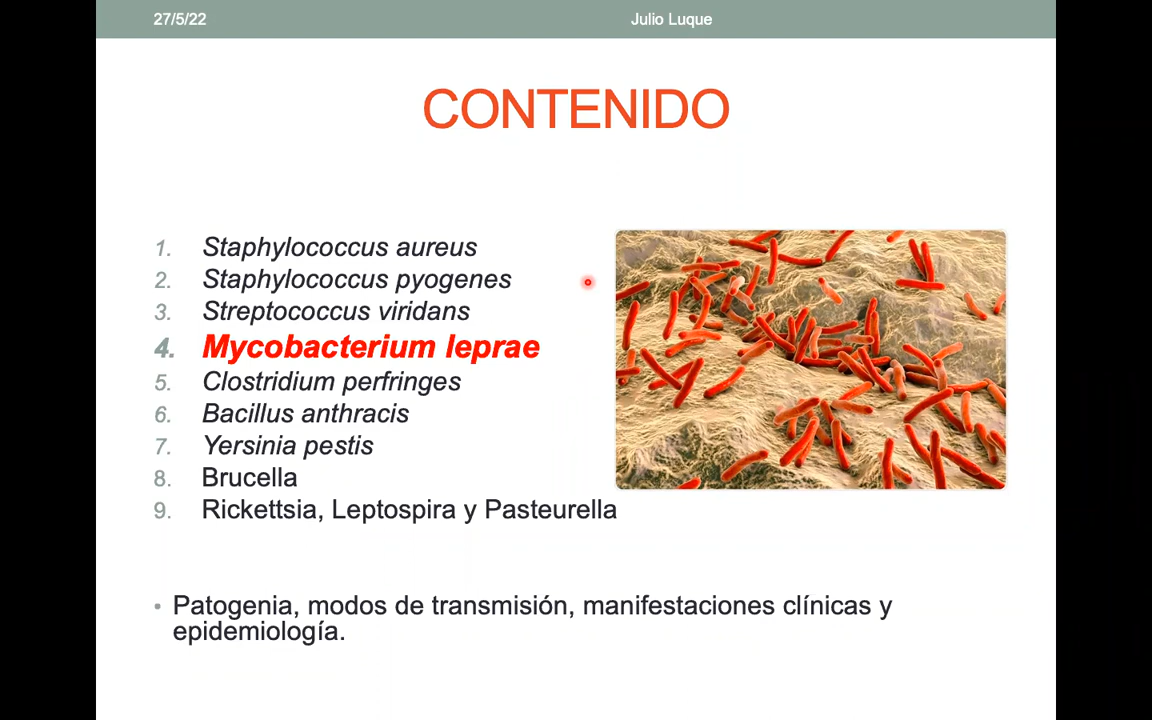 27/5/22
Julio Luque
CONTENIDO
1. Staphylococcus aureus
2. Staphylococcus pyogenes
3. Streptococcus viridans
4. Mycobacterium leprae
5. Clostridium perfringes
6. Bacillus anthracis
7. Yersinia pestis
8. Brucella
9. Rickettsia, Leptospira y Pasteurella
• Patogenia, modos de transmisión, manifestaciones clínicas y
epidemiología.